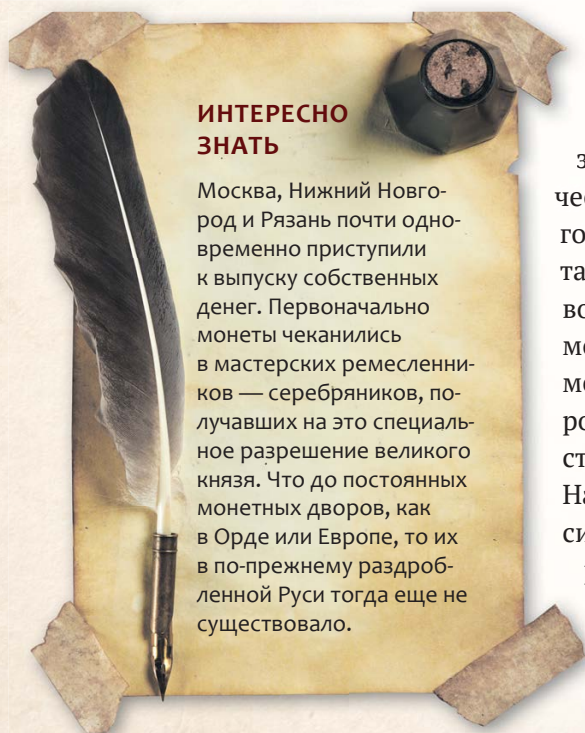 ИНТЕРЕСНО
ЗНАТЬ
Москва, Нижний Новго-
род и Рязань почти одно-
временно приступили
к выпуску собственных
денег. Первоначально
монеты чеканились
в мастерских ремесленни-
ков — серебряников, по-
лучавших на это специаль-
ное разрешение великого
князя. Что до постоянных
монетных дворов, как
в Орде или Европе, то их
в по-прежнему раздроб-
ленной Руси тогда еще не
существовало.